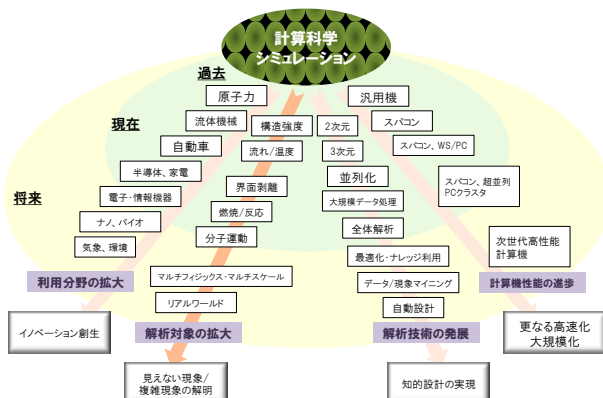 計算科学
シミュレーション
過去
原子力
汎用機
流体機械
構造強度
2次元
スパコン
現在
自動車
流れ/温度
3次元
スパコン、WS/PC
半導体、家電
界面剥離
並列化
スパコン、超並列
PCクラスタ
将来
電子・情報機器
燃焼/反応
大規模データ処理
ナノ、バイオ
分子運動
全体解析
気象、環境
最適化・ナレッジ利用
次世代高性能
計算機
利用分野の拡大
マルチフィジックス・マルチスケール
データ/現象マイニング
計算機性能の進歩
リアルワールド
自動設計
イノベーション創生
解析対象の拡大
解析技術の発展
更なる高速化
大規模化
見えない現象/
複雑現象の解明
知的設計の実現